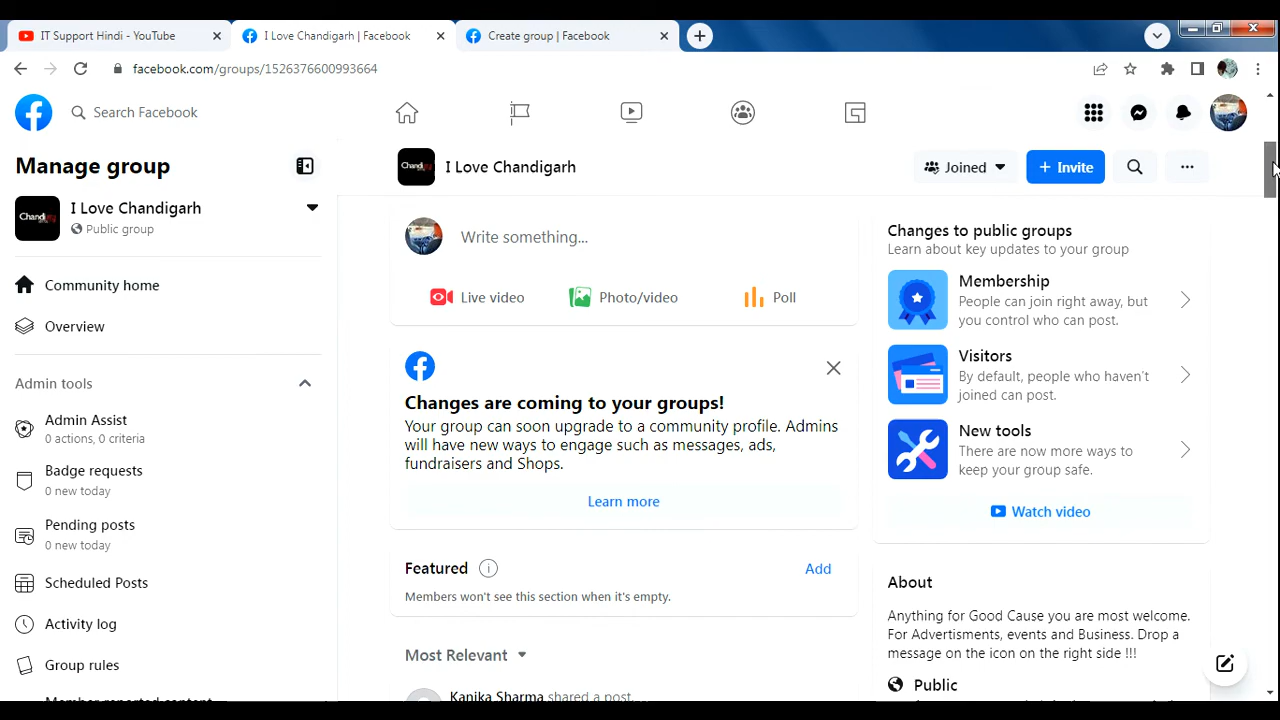 IT Support Hindi - YouTube
I Love Chandigarh | Facebook
Create group | Facebook
facebook.com/groups/1526376600993664
Search Facebook
Manage group
I Love Chandigarh
Public group
Community home
Overview
Admin tools
Admin Assist
0 actions, 0 criteria
Badge requests
0 new today
Pending posts
0 new today
Scheduled Posts
Activity log
Group rules
Member reported content
I Love Chandigarh
Joined
+ Invite
Write something...
Live video
Photo/video
Poll
Changes are coming to your groups!
Your group can soon upgrade to a community profile. Admins
will have new ways to engage such as messages, ads,
fundraisers and Shops.
Learn more
Featured
Add
Members won't see this section when it's empty.
Most Relevant
Kanika Sharma shared a post.
Changes to public groups
Learn about key updates to your group
Membership
People can join right away, but
you control who can post.
Visitors
By default, people who haven't
joined can post.
New tools
There are now more ways to
keep your group safe.
Watch video
About
Anything for Good Cause you are most welcome.
For Advertisments, events and Business. Drop a
message on the icon on the right side !!!
Public